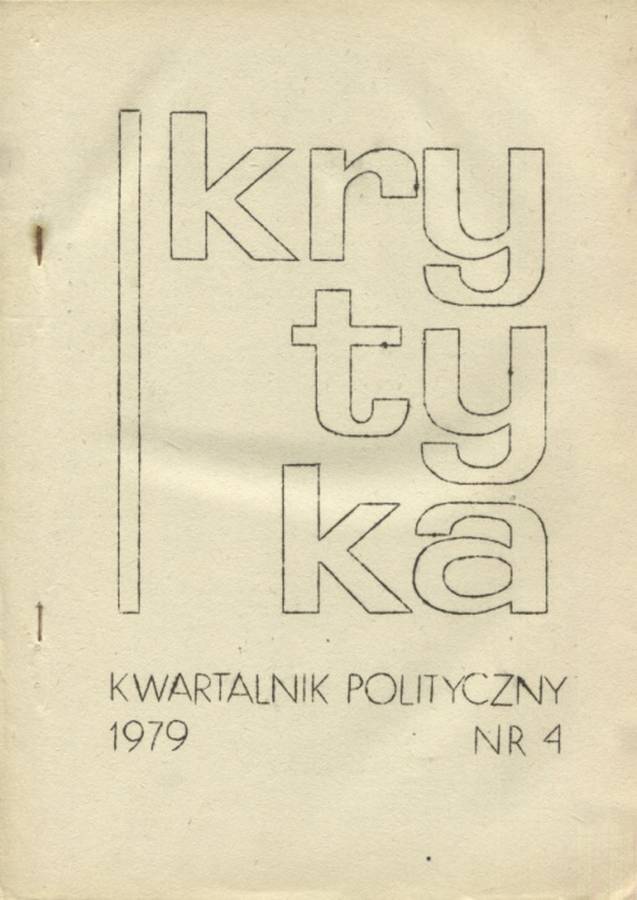 kry
ty
ka
KWARTALNIK POLITYCZNY
1979 NR 4